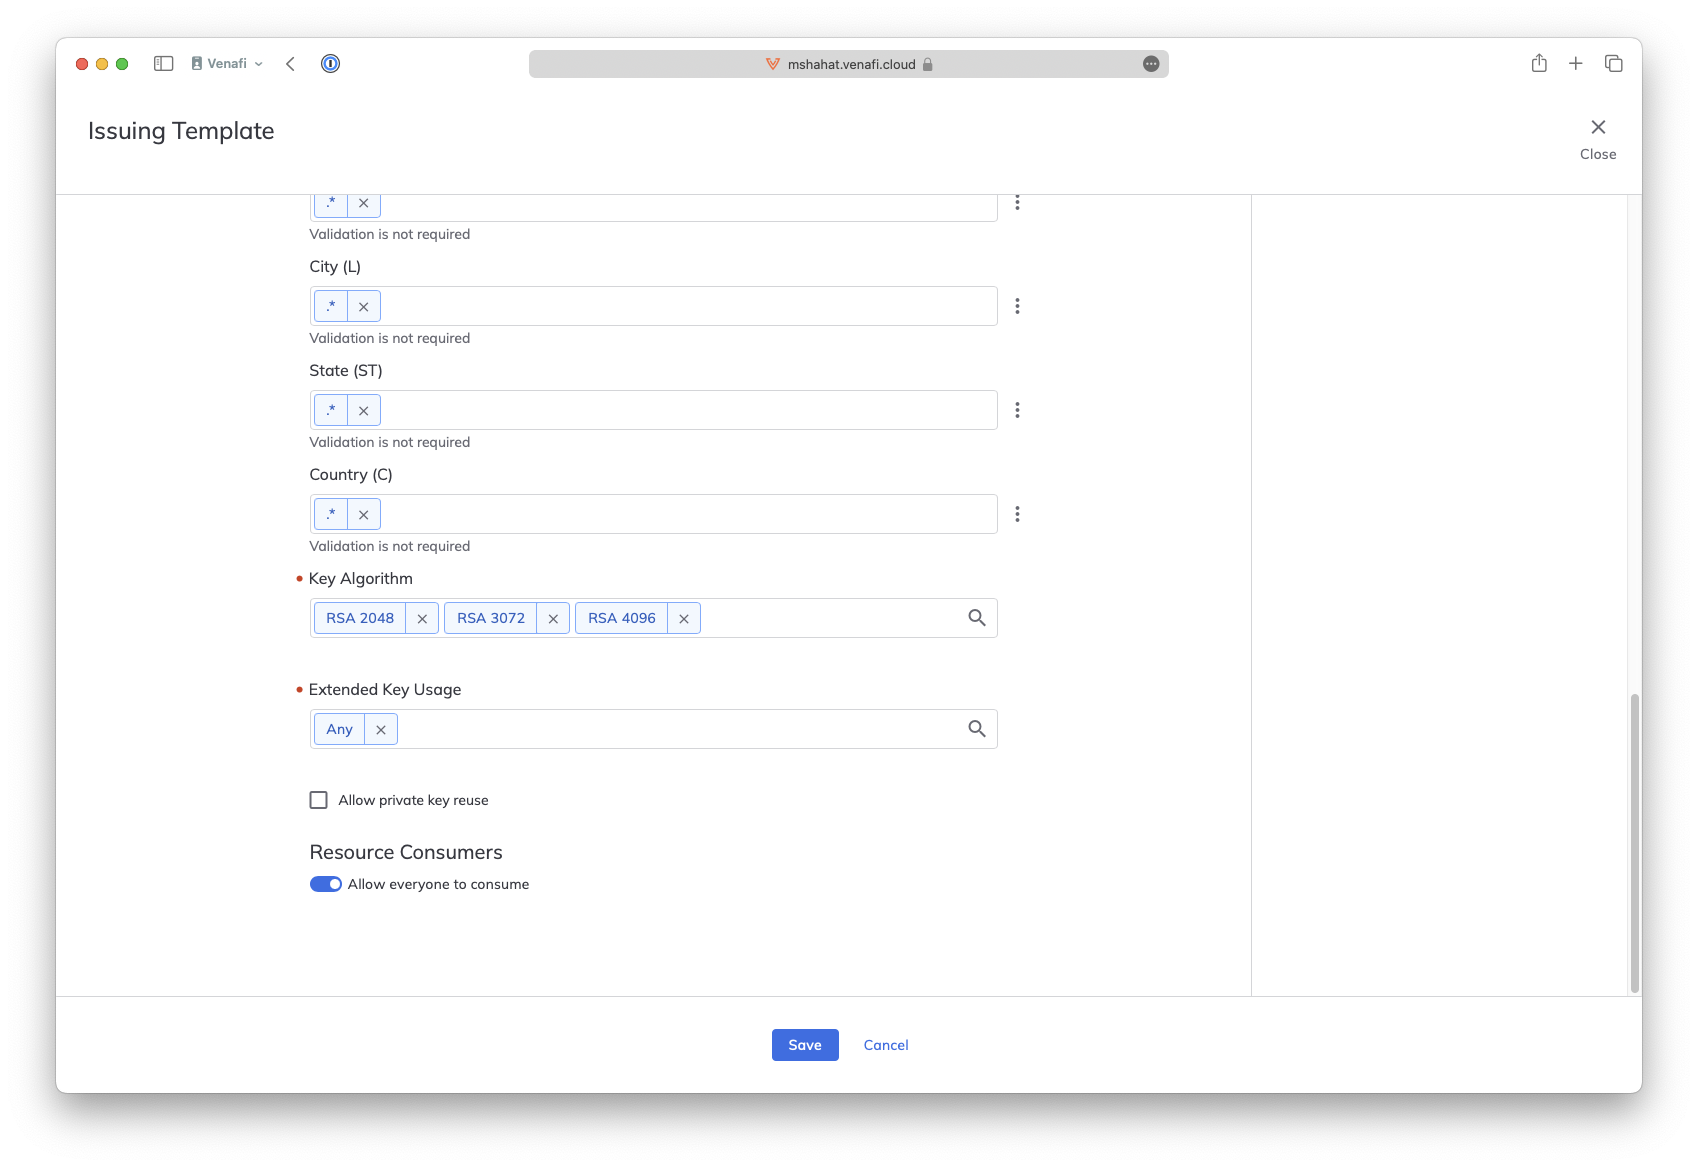 Venafi
mshahat.venafi.cloud
Issuing Template
Close
.*
Validation is not required
City (L)
.*
Validation is not required
State (ST)
.*
Validation is not required
Country (C)
.*
Validation is not required
Key Algorithm
RSA 2048 RSA 3072 RSA 4096
Extended Key Usage
Any
Allow private key reuse
Resource Consumers
Allow everyone to consume
Save Cancel